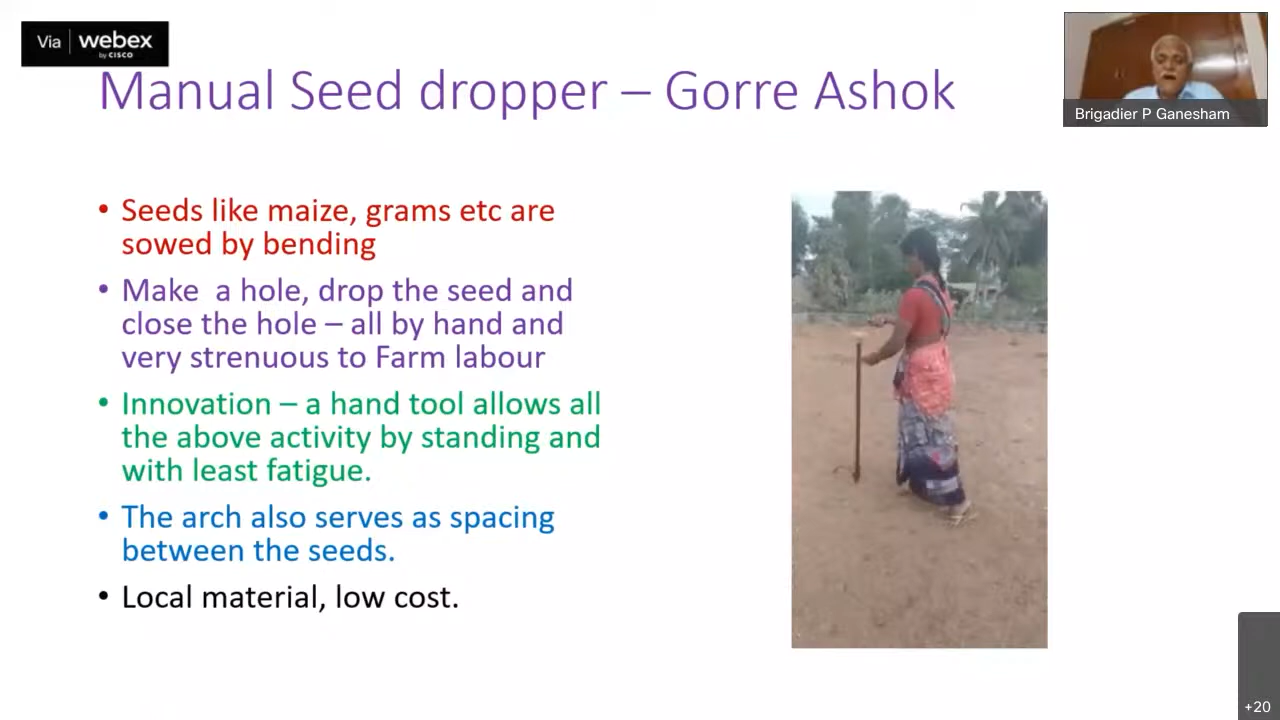 Via webex
by CISCO
Manual Seed dropper – Gorre Ashok
Brigadier P Ganesham
• Seeds like maize, grams etc are
sowed by bending
• Make  a hole, drop the seed and
close the hole – all by hand and
very strenuous to Farm labour
• Innovation – a hand tool allows all
the above activity by standing and
with least fatigue.
• The arch also serves as spacing
between the seeds.
• Local material, low cost.
+20